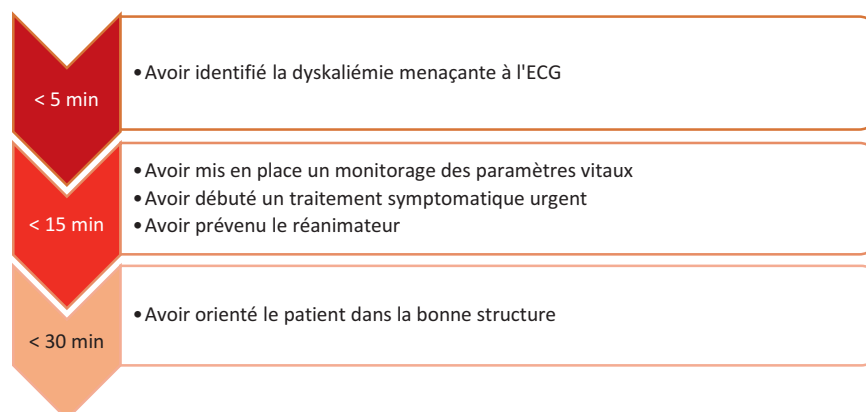 < 5 min
•Avoir identifié la dyskaliémie menaçante à l'ECG
< 15 min
•Avoir mis en place un monitorage des paramètres vitaux
•Avoir débuté un traitement symptomatique urgent
•Avoir prévenu le réanimateur
< 30 min
•Avoir orienté le patient dans la bonne structure